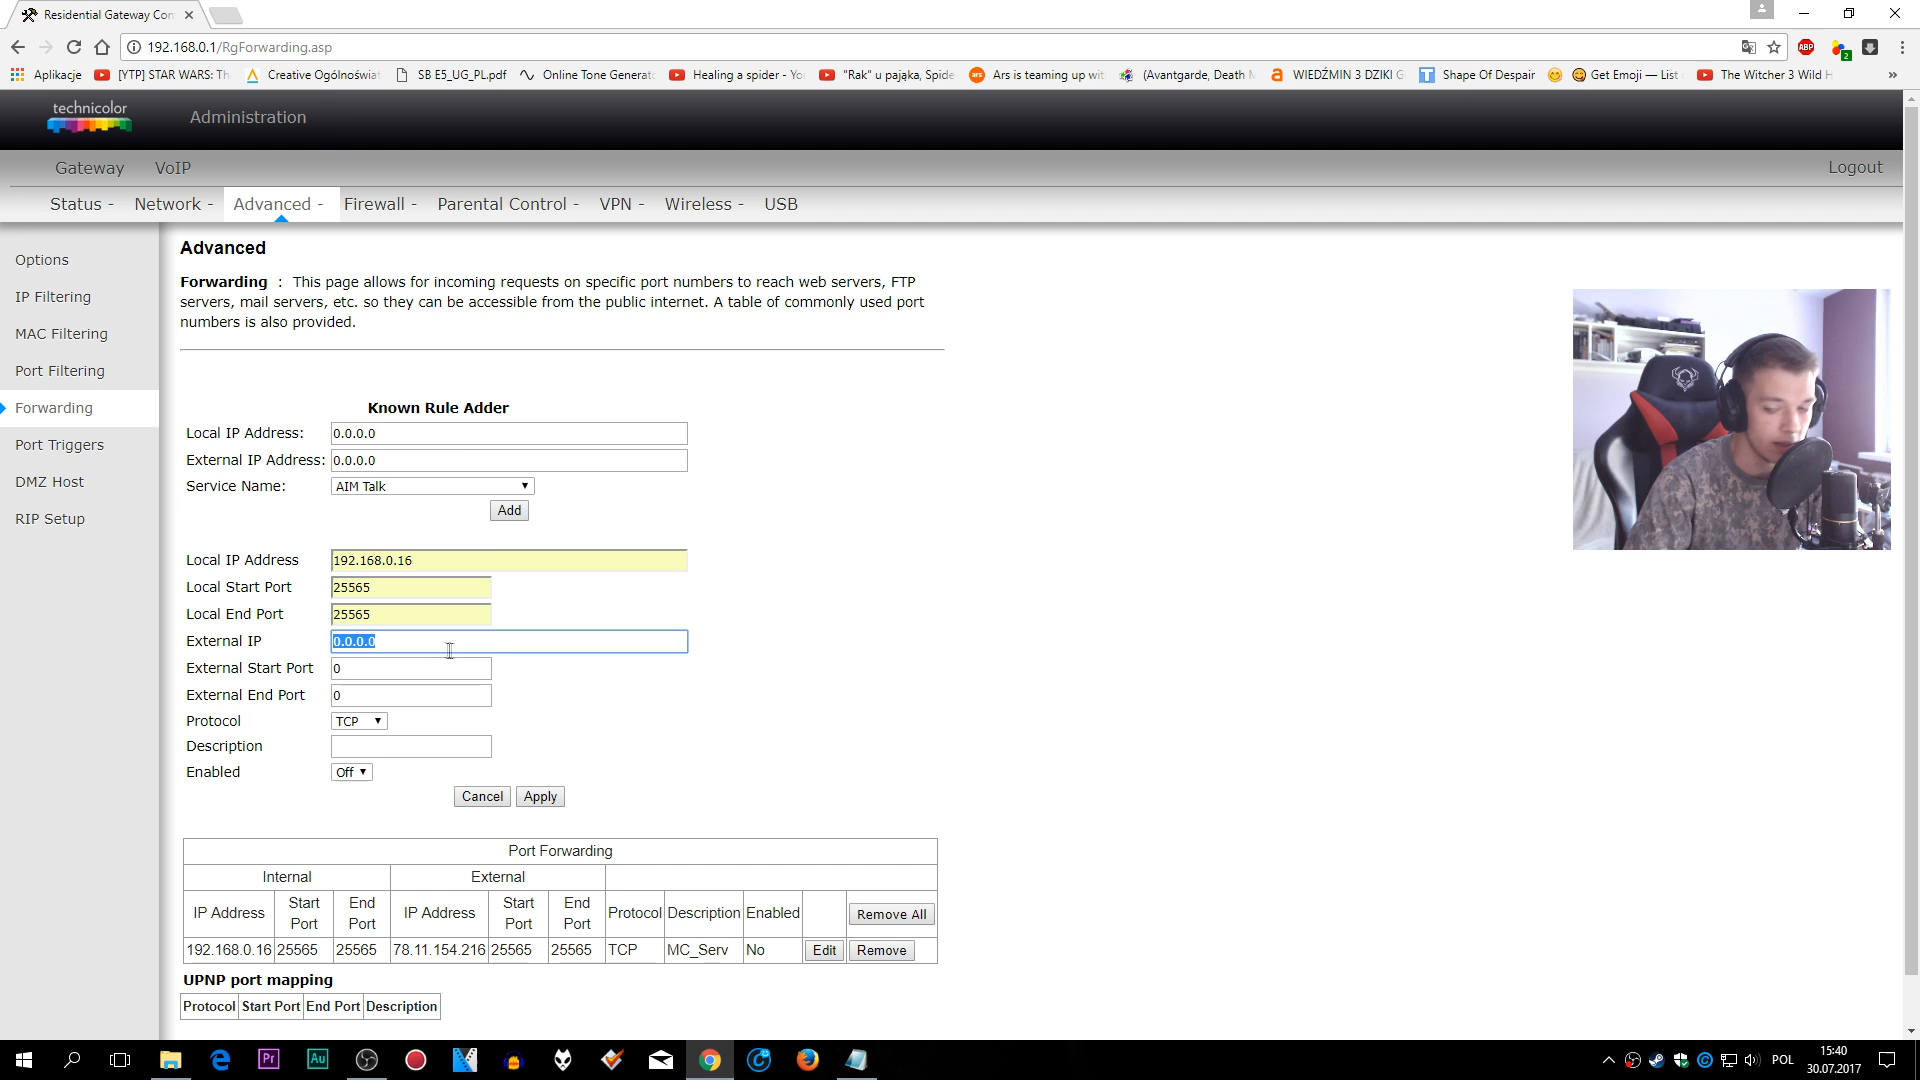 Residential Gateway Con
192.168.0.1/RgForwarding.asp
ABP
2
Aplikacje
[YTP] STAR WARS: Th
Creative Ogólnoświat
SB E5_UG_PL.pdf
Online Tone Generato
Healing a spider - Yo
"Rak" u pająka, Spide
Ars is teaming up wit
(Avantgarde, Death M
WIEDŹMIN 3 DZIKI G
Shape Of Despair
Get Emoji — List
The Witcher 3 Wild H
technicolor
Administration
Gateway
VoIP
Logout
Status -
Network -
Advanced -
Firewall -
Parental Control -
VPN -
Wireless -
USB
Options
IP Filtering
MAC Filtering
Port Filtering
Forwarding
Port Triggers
DMZ Host
RIP Setup
Advanced
Forwarding : This page allows for incoming requests on specific port numbers to reach web servers, FTP
servers, mail servers, etc. so they can be accessible from the public internet. A table of commonly used port
numbers is also provided.
Known Rule Adder
Local IP Address: 0.0.0.0
External IP Address: 0.0.0.0
Service Name: AIM Talk
Add
Local IP Address 192.168.0.16
Local Start Port 25565
Local End Port 25565
External IP 0.0.0.0
External Start Port 0
External End Port 0
Protocol TCP
Description
Enabled Off
Cancel Apply
Port Forwarding
Internal External
IP Address Start Port End Port IP Address Start Port End Port Protocol Description Enabled Remove All
192.168.0.16 25565 25565 78.11.154.216 25565 25565 TCP MC_Serv No Edit Remove
UPNP port mapping
Protocol Start Port End Port Description
Pr
Au
POL
15:40
30.07.2017